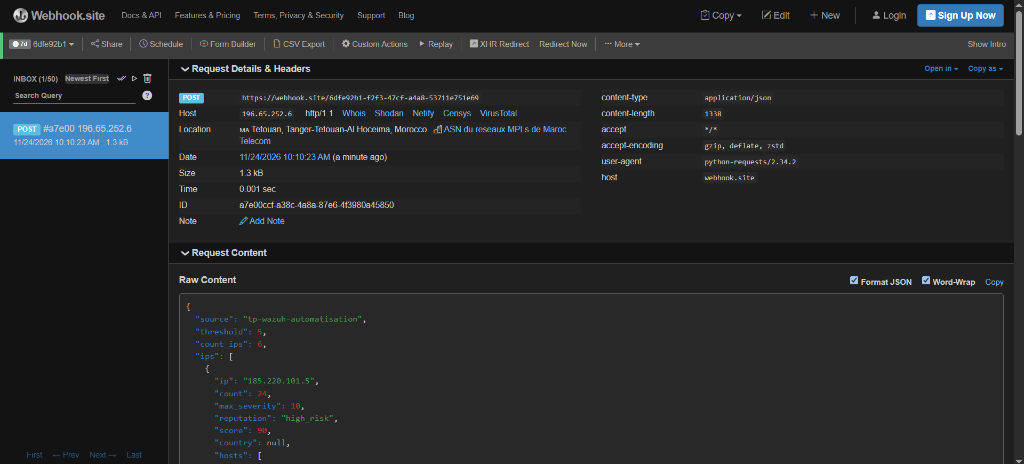 Webhook.site Docs & API Features & Pricing Terms, Privacy & Security Support Blog Copy Edit + New Login Sign Up Now
7d 6dfe92b1 Share Schedule Form Builder CSV Export Custom Actions Replay XHR Redirect Redirect Now More Show Intro
INBOX (1/50) Newest First
Search Query ?
POST #a7e00 196.65.252.6
11/24/2026 10:10:23 AM 1.3 kB
First ← Prev Next → Last
Request Details & Headers Open in Copy as
POST https://webhook.site/6dfe92b1-f2f3-47cf-a4a8-53711e751e69
Host 196.65.252.6 http/1.1 Whois Shodan Netify Censys VirusTotal
Location MA Tetouan, Tanger-Tetouan-Al Hoceima, Morocco ASN du reseaux MPLs de Maroc
Telecom
Date 11/24/2026 10:10:23 AM (a minute ago)
Size 1.3 kB
Time 0.001 sec
ID a7e00ccf-a38c-4a8a-87e6-4f3980a45850
Note Add Note
content-type application/json
content-length 1338
accept */*
accept-encoding gzip, deflate, zstd
user-agent python-requests/2.34.2
host webhook.site
Request Content
Raw Content Format JSON Word-Wrap Copy
{
"source": "tp-wazuh-automatisation",
"threshold": 5,
"count_ips": 6,
"ips": [
{
"ip": "185.220.101.5",
"count": 24,
"max_severity": 10,
"reputation": "high_risk",
"score": 90,
"country": null,
"hosts": [